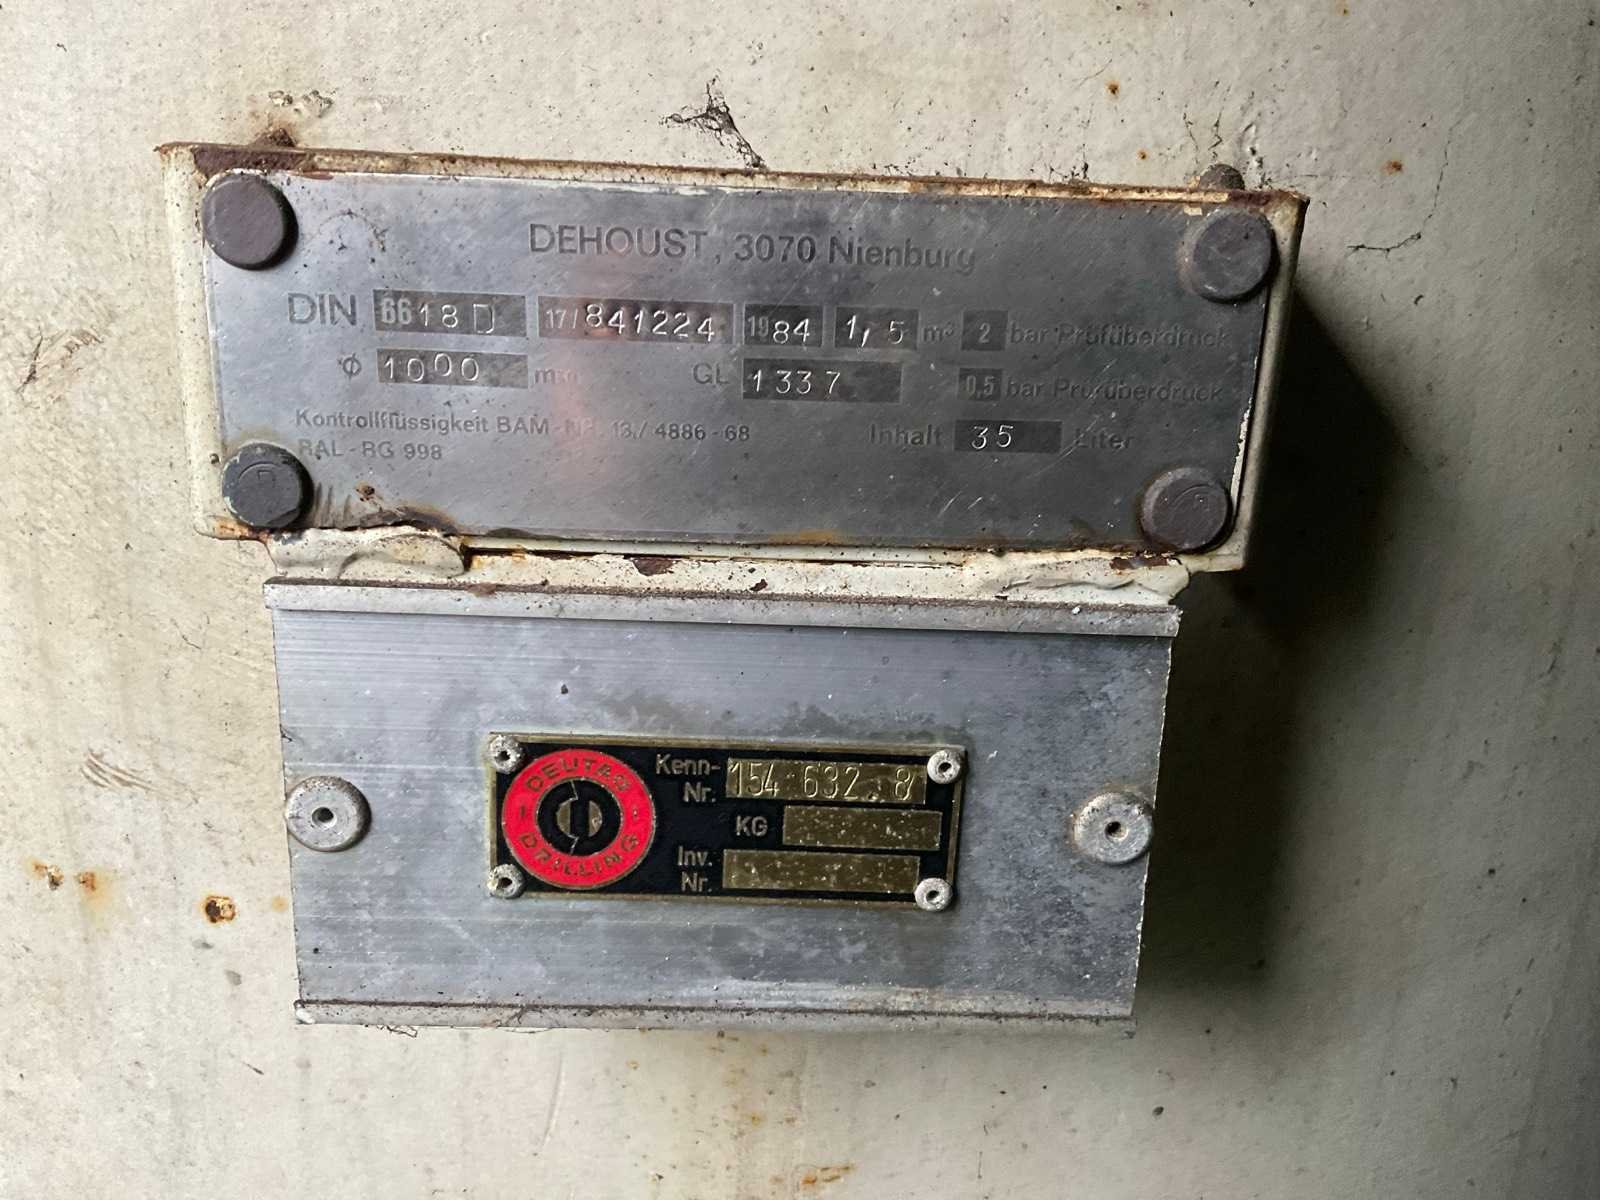 DEHOUST, 3070 Nienburg
DIN 6618 D 17/841224 1984 1,5 m³ 2 bar Prüfüberdruck
Ø 1000 mm GL 1337 0,5 bar Prüfüberdruck
Kontrollflüssigkeit BAM-Nr. 13./ 4886-68 Inhalt 35 Liter
RAL-RG 998
DEUTAG
DRILLING
Kenn-Nr. 154 632 8
KG
Inv. Nr.